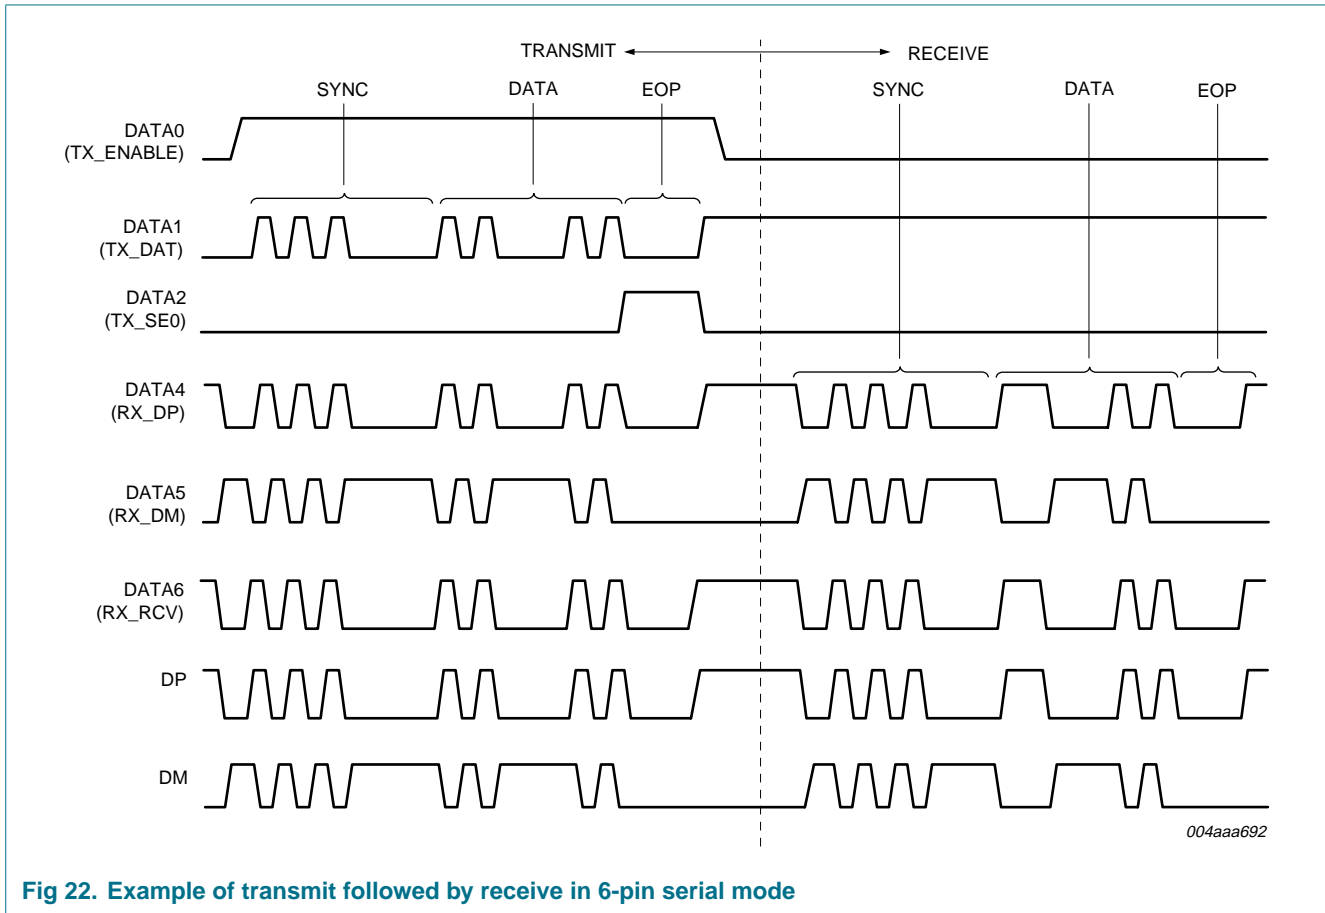 TRANSMIT RECEIVE
SYNC DATA EOP SYNC DATA EOP
DATA0
(TX_ENABLE)
DATA1
(TX_DAT)
DATA2
(TX_SE0)
DATA4
(RX_DP)
DATA5
(RX_DM)
DATA6
(RX_RCV)
DP
DM
004aaa692
Fig 22. Example of transmit followed by receive in 6-pin serial mode